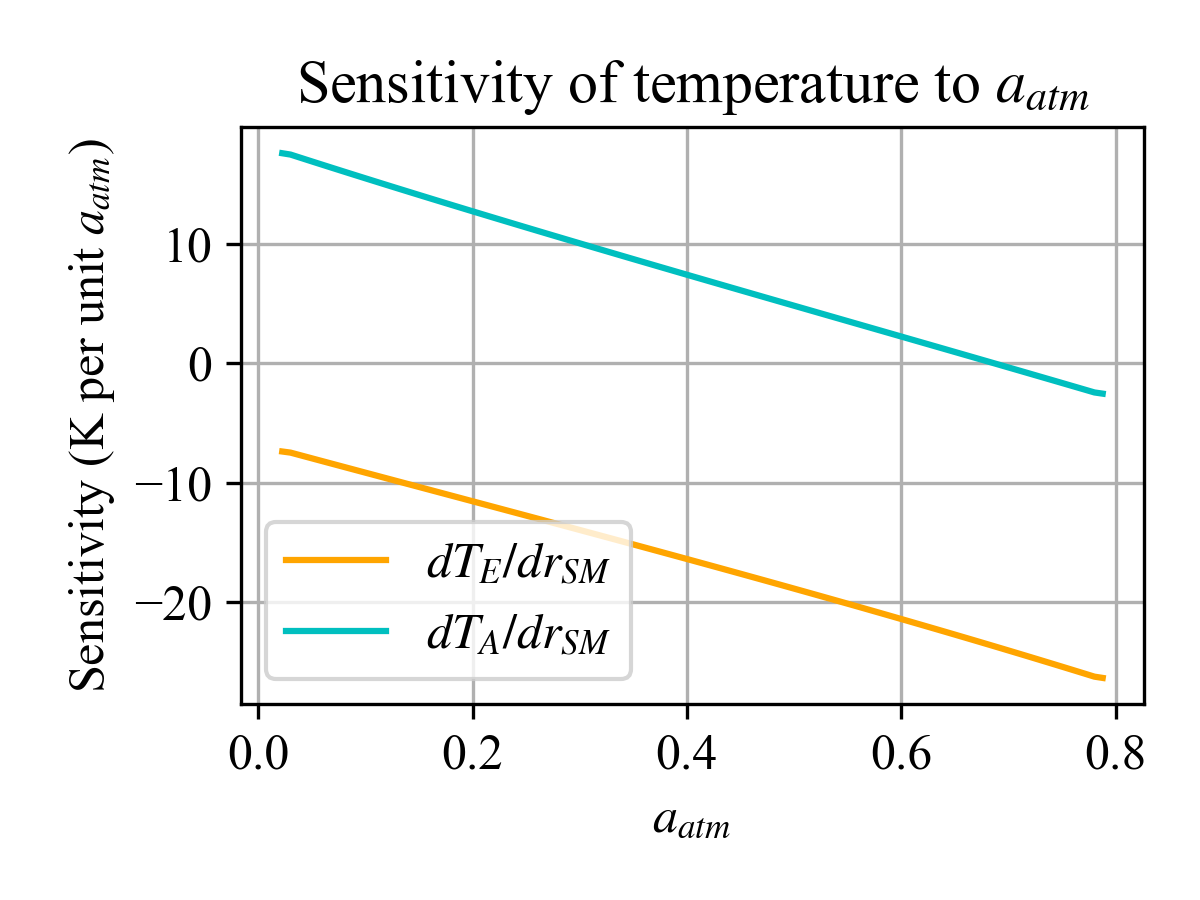 Sensitivity of temperature to a_atm
Sensitivity (K per unit a_atm)
10
0
−10
−20
dT_E/dr_SM
dT_A/dr_SM
0.0 0.2 0.4 0.6 0.8
a_atm